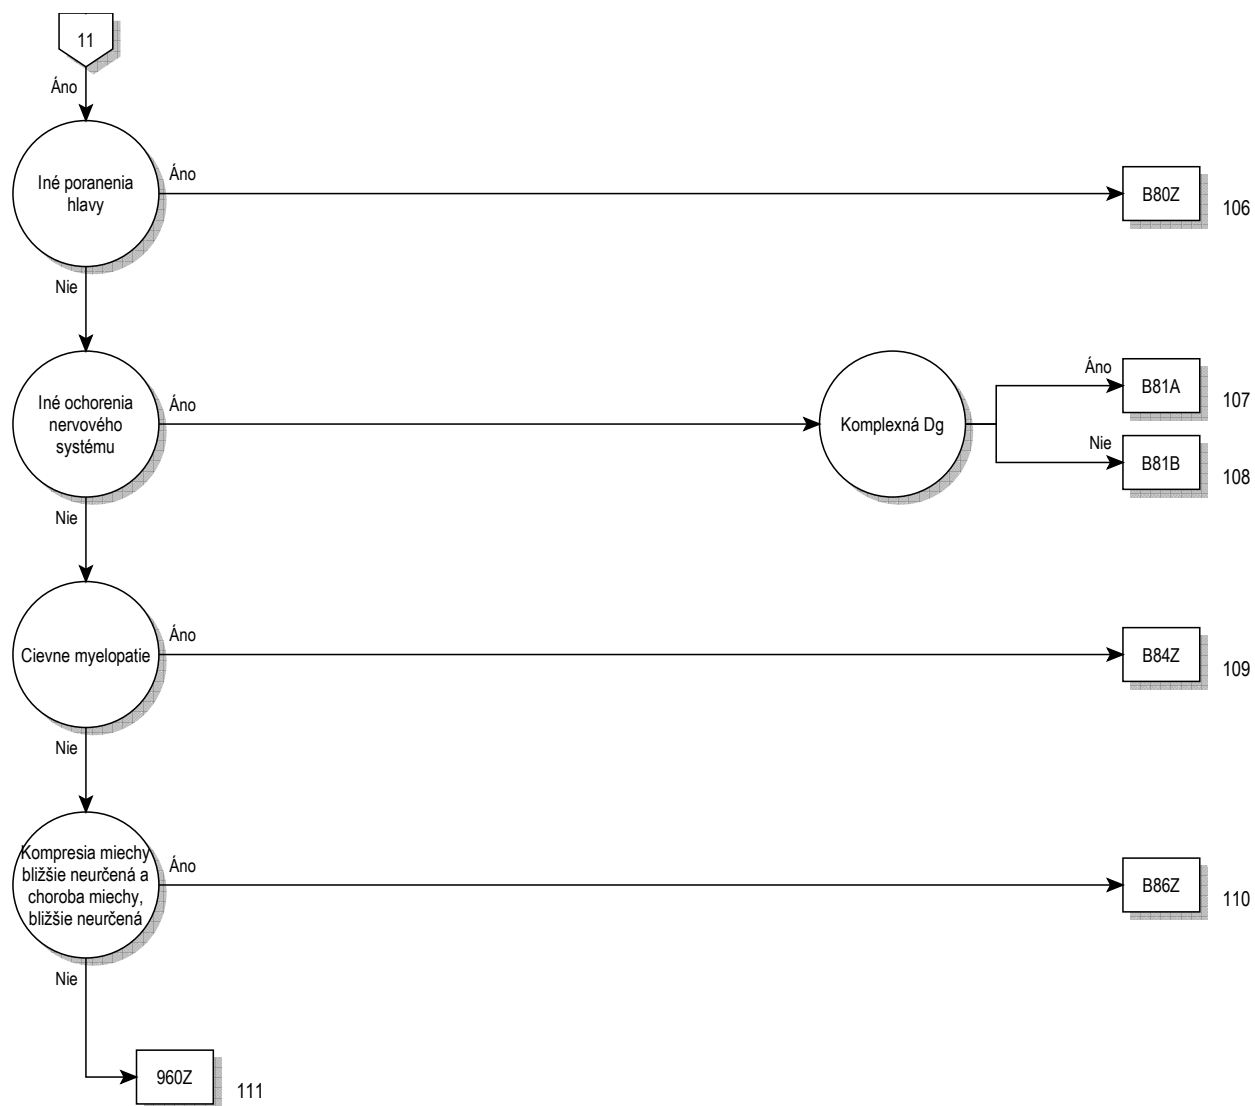 11
Áno
Iné poranenia
hlavy
Áno
B80Z
106
Nie
Iné ochorenia
nervového
systému
Áno
Komplexná Dg
Áno
B81A
107
Nie
B81B
108
Nie
Cievne myelopatie
Áno
B84Z
109
Nie
Kompresia miechy
bližšie neurčená a
choroba miechy,
bližšie neurčená
Áno
B86Z
110
Nie
960Z
111